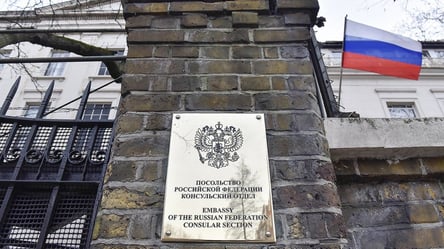 ПОСОЛЬСТВО
РОССИЙСКОЙ ФЕДЕРАЦИИ
КОНСУЛЬСКИЙ ОТДЕЛ
EMBASSY
OF THE RUSSIAN FEDERATION
CONSULAR SECTION